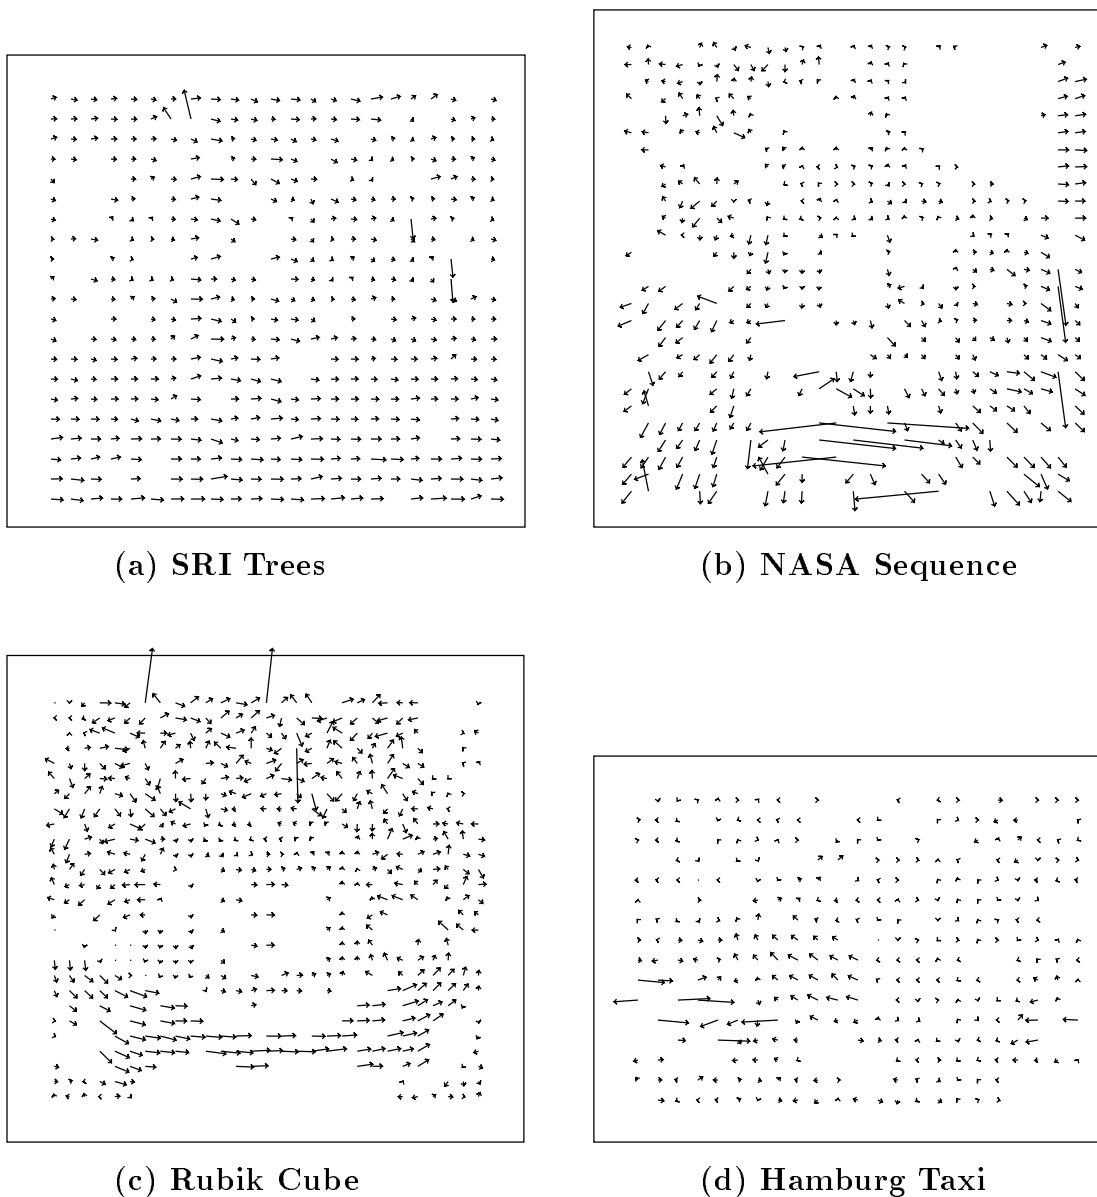 (a) SRI Trees
(b) NASA Sequence
(c) Rubik Cube
(d) Hamburg Taxi